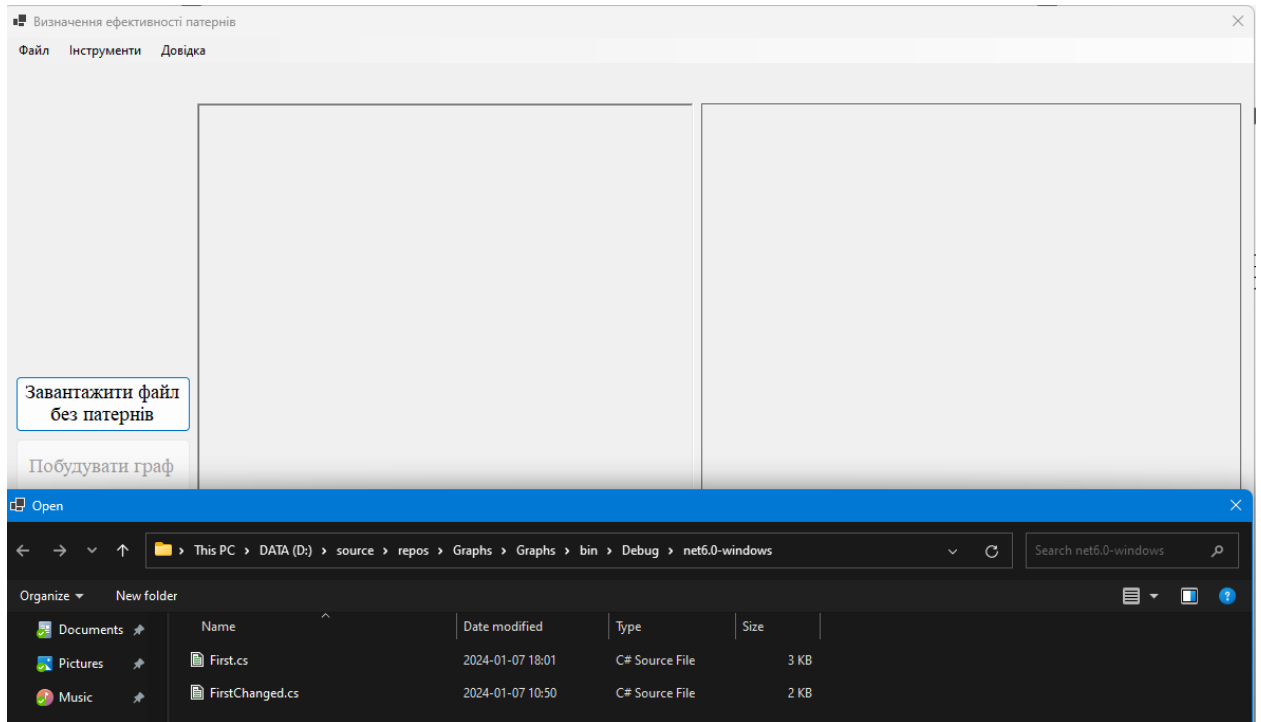 Визначення ефективності патернів
Файл Інструменти Довідка
Завантажити файл
без патернів
Побудувати граф
Open
This PC › DATA (D:) › source › repos › Graphs › Graphs › bin › Debug › net6.0-windows
Search net6.0-windows
Organize New folder
Documents
Pictures
Music
Name Date modified Type Size
First.cs 2024-01-07 18:01 C# Source File 3 KB
FirstChanged.cs 2024-01-07 10:50 C# Source File 2 KB